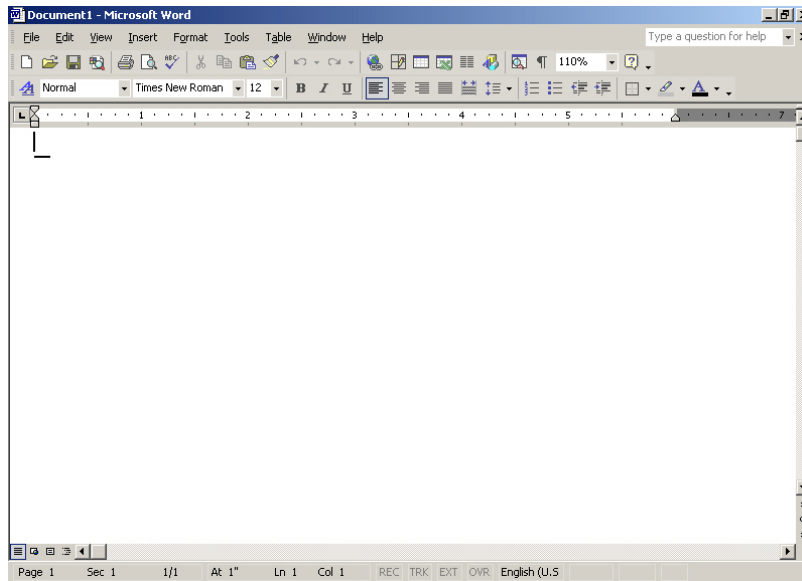 Document1 - Microsoft Word
File Edit View Insert Format Tools Table Window Help Type a question for help
ABC ¶ 110%
Normal Times New Roman 12 B I U A
1 2 3 4 5 7
Page 1 Sec 1 1/1 At 1" Ln 1 Col 1 REC TRK EXT OVR English (U.S